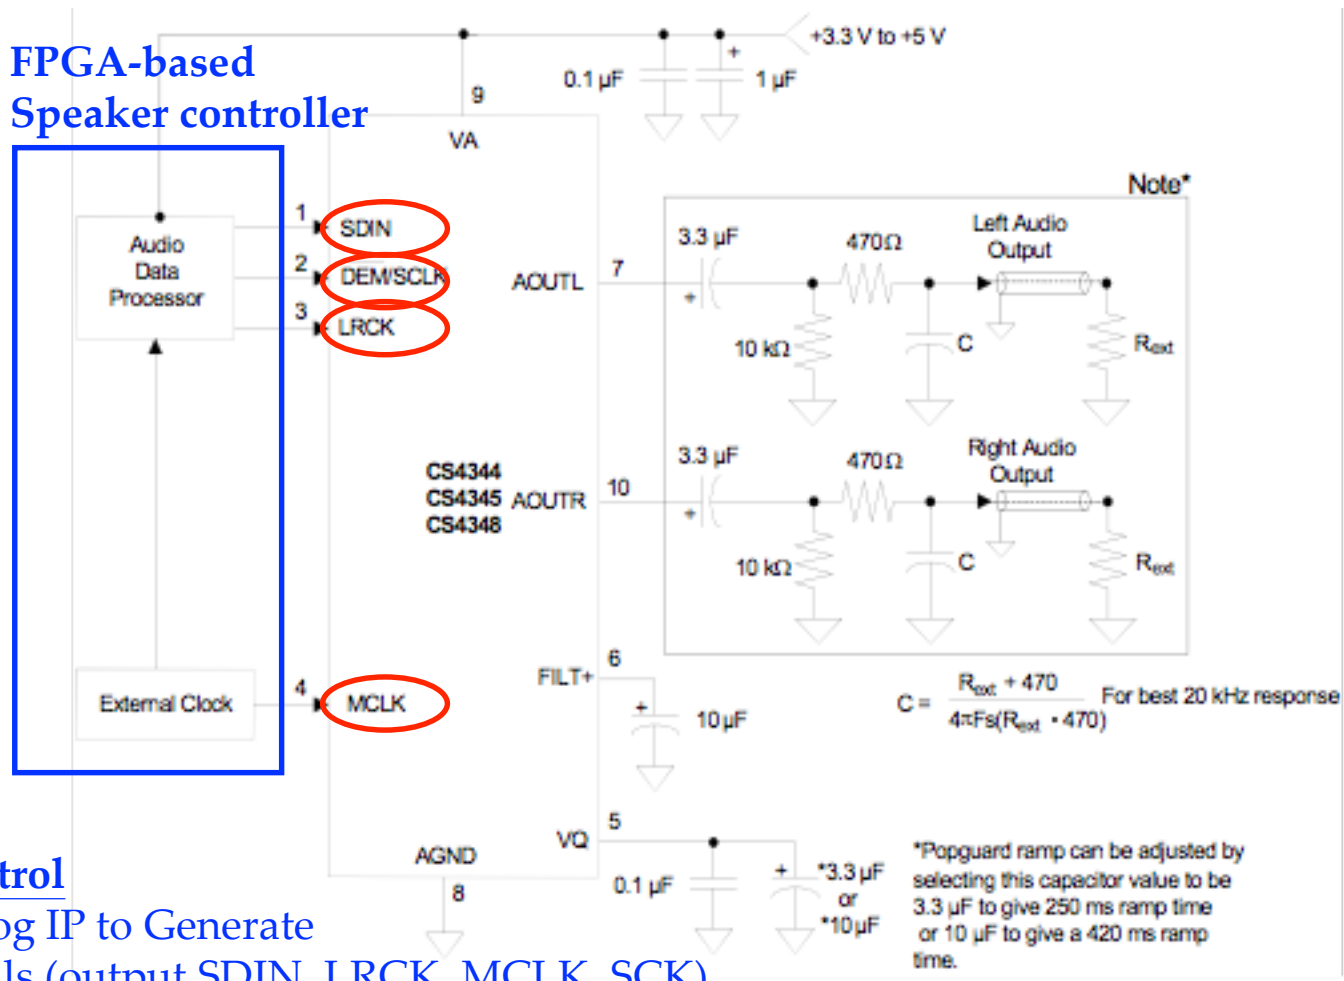 FPGA-based
Speaker controller
+3.3 V to +5 V
0.1 µF
+
1 µF
9
VA
Note*
Audio
Data
Processor
1
SDIN
2
DEM/SCLK
3
LRCK
AOUTL
7
3.3 µF
+
470Ω
Left Audio
Output
10 kΩ
C
Rext
CS4344
CS4345
CS4348
AOUTR
10
3.3 µF
+
470Ω
Right Audio
Output
10 kΩ
C
Rext
External Clock
4
MCLK
FILT+
6
+
10 µF
C = Rext + 470 / 4πFs(Rext • 470) For best 20 kHz response
VQ
5
0.1 µF
+
*3.3 µF
or
*10 µF
AGND
8
*Popguard ramp can be adjusted by
selecting this capacitor value to be
3.3 µF to give 250 ms ramp time
or 10 µF to give a 420 ms ramp
time.
trol
og IP to Generate
ls (output SDIN, LRCK, MCLK, SCK)